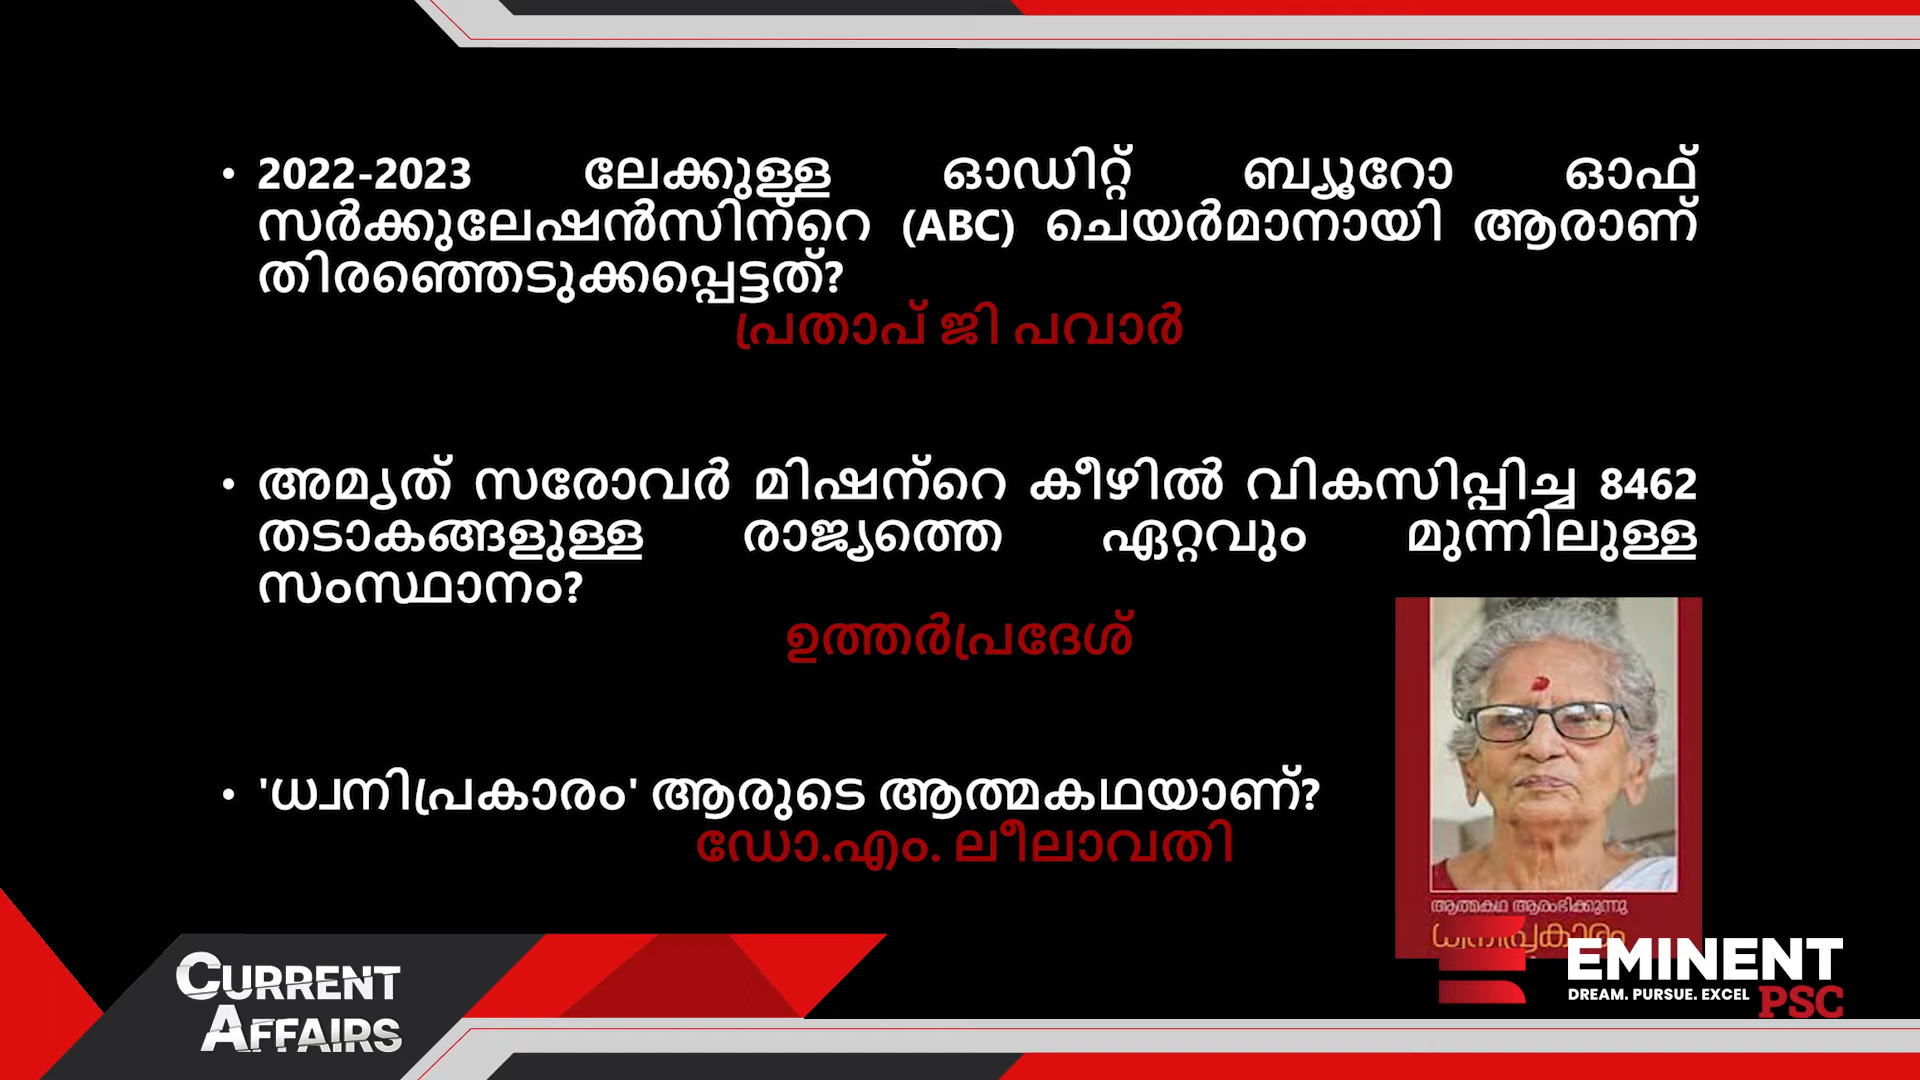 • 2022-2023 ലേക്കുള്ള ഓഡിറ്റ് ബ്യൂറോ ഓഫ്
സർക്കുലേഷൻസിന്റെ (ABC) ചെയർമാനായി ആരാണ്
തിരഞ്ഞെടുക്കപ്പെട്ടത്?
പ്രതാപ് ജി പവാർ
• അമൃത് സരോവർ മിഷന്റെ കീഴിൽ വികസിപ്പിച്ച 8462
തടാകങ്ങളുള്ള രാജ്യത്തെ ഏറ്റവും മുന്നിലുള്ള
സംസ്ഥാനം?
ഉത്തർപ്രദേശ്
• 'ധ്വനിപ്രകാരം' ആരുടെ ആത്മകഥയാണ്?
ഡോ.എം. ലീലാവതി
ആത്മകഥ ആരംഭിക്കുന്നു
ധ്വനിപ്രകാരം
CURRENT
AFFAIRS
EMINENT
DREAM. PURSUE. EXCEL PSC